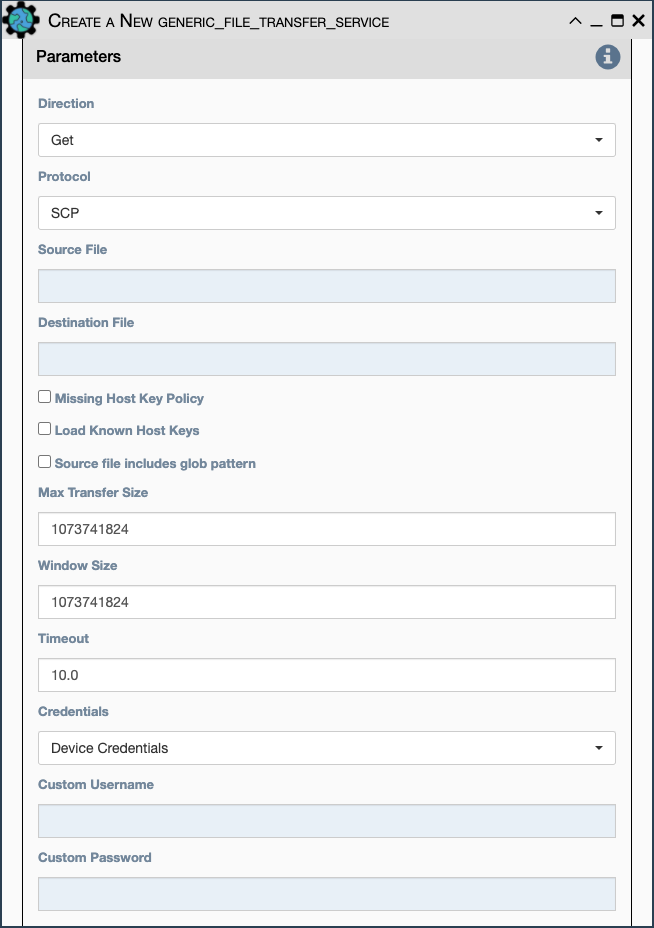 Create a New generic_file_transfer_service
Parameters
Direction
Get
Protocol
SCP
Source File
Destination File
Missing Host Key Policy
Load Known Host Keys
Source file includes glob pattern
Max Transfer Size
1073741824
Window Size
1073741824
Timeout
10.0
Credentials
Device Credentials
Custom Username
Custom Password